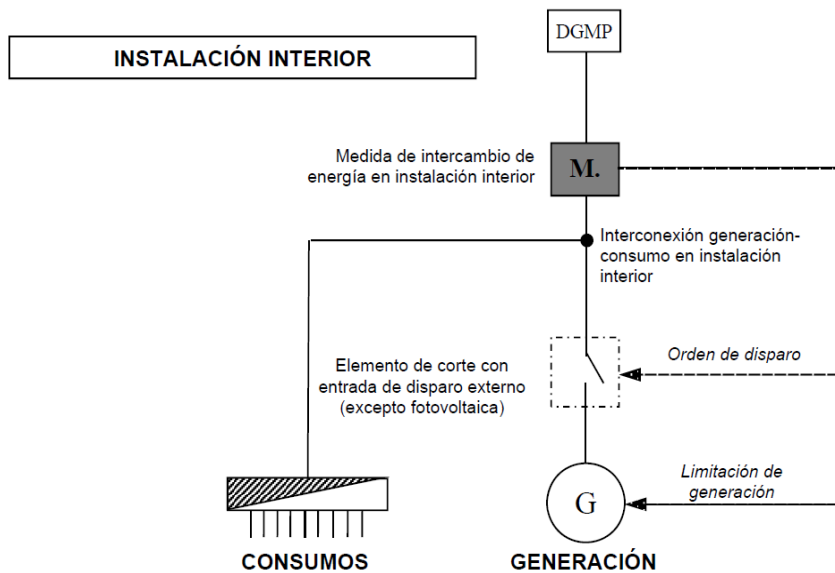 DGMP
INSTALACIÓN INTERIOR
Medida de intercambio de
energía en instalación interior
M.
Interconexión generación-
consumo en instalación
interior
Elemento de corte con
entrada de disparo externo
(excepto fotovoltaica)
Orden de disparo
Limitación de
generación
G
CONSUMOS
GENERACIÓN